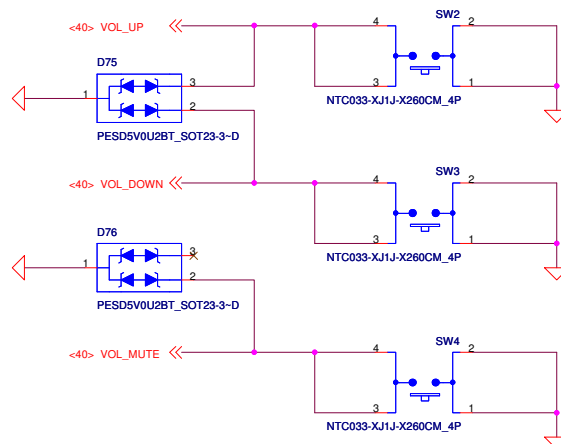 <40> VOL_UP
4
2
SW2
3
1
NTC033-XJ1J-X260CM_4P
D75
1
3
2
PESD5V0U2BT_SOT23-3~D
<40> VOL_DOWN
4
2
SW3
3
1
NTC033-XJ1J-X260CM_4P
D76
1
3
2
PESD5V0U2BT_SOT23-3~D
<40> VOL_MUTE
4
2
SW4
3
1
NTC033-XJ1J-X260CM_4P